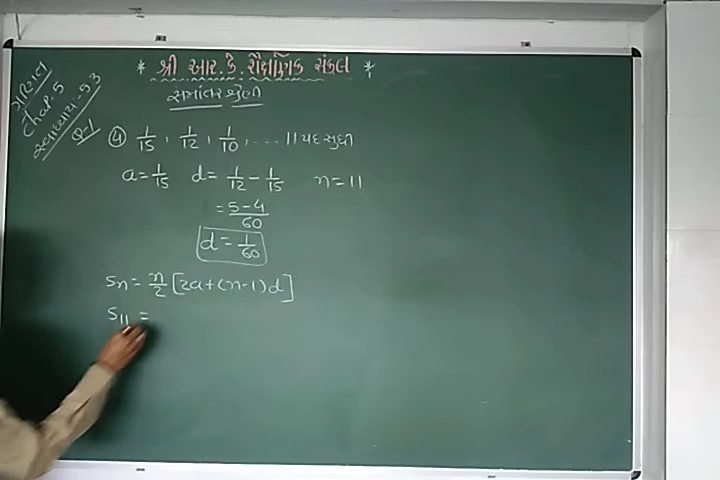 * શ્રી આર. કે. શૈક્ષણિક સંકુલ *
સમાંતર શ્રેણી
ગણિત
Chap-5
સ્વાધ્યાય-5.3
પ્ર-1
(4) 1/15, 1/12, 1/10, .... 11 પદ સુધી
a = 1/15 d = 1/12 - 1/15 n = 11
= 5-4/60
d = 1/60
Sn = n/2 [2a+(n-1)d]
S11 =